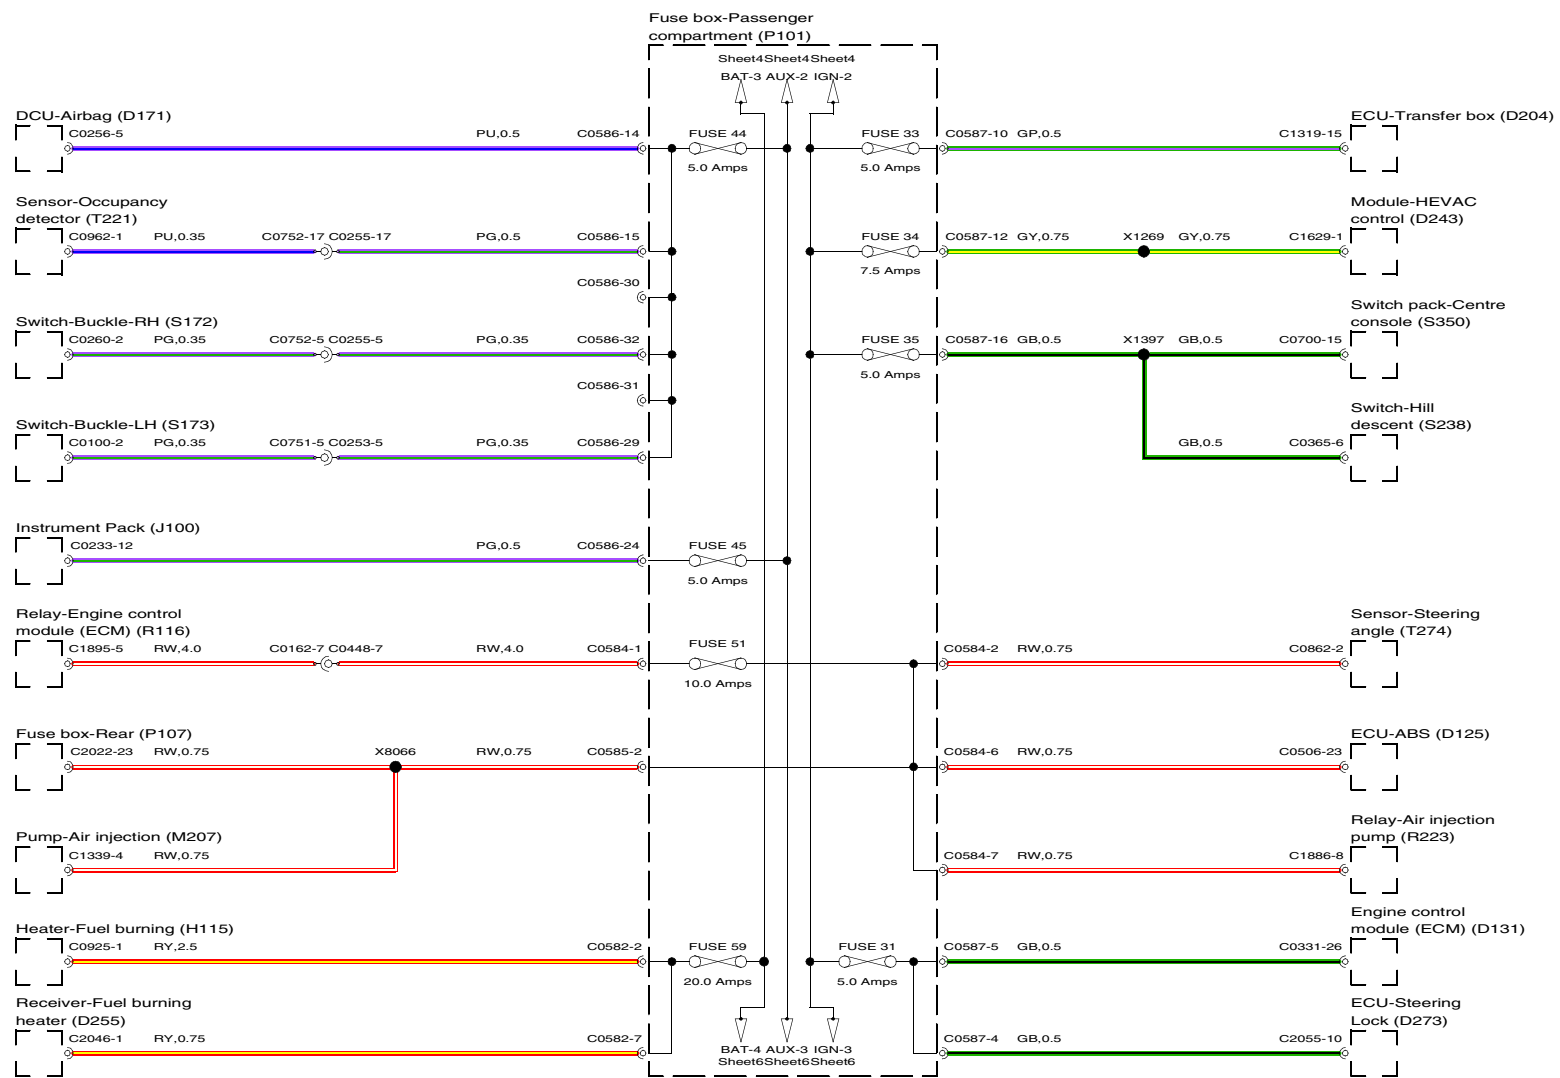 Fuse box-Passenger
compartment (P101)
Sheet4 Sheet4 Sheet4
BAT-3 AUX-2 IGN-2
DCU-Airbag (D171)
C0256-5 PU,0.5 C0586-14
FUSE 44
5.0 Amps
FUSE 33
5.0 Amps
C0587-10 GP,0.5 C1319-15
ECU-Transfer box (D204)
Sensor-Occupancy
detector (T221)
C0962-1 PU,0.35 C0752-17 C0255-17 PG,0.5 C0586-15
FUSE 34
7.5 Amps
C0587-12 GY,0.75 X1269 GY,0.75 C1629-1
Module-HEVAC
control (D243)
C0586-30
Switch-Buckle-RH (S172)
C0260-2 PG,0.35 C0752-5 C0255-5 PG,0.35 C0586-32
FUSE 35
5.0 Amps
C0587-16 GB,0.5 X1397 GB,0.5 C0700-15
Switch pack-Centre
console (S350)
C0586-31
Switch-Buckle-LH (S173)
C0100-2 PG,0.35 C0751-5 C0253-5 PG,0.35 C0586-29
Switch-Hill
descent (S238)
GB,0.5 C0365-6
Instrument Pack (J100)
C0233-12 PG,0.5 C0586-24
FUSE 45
5.0 Amps
Relay-Engine control
module (ECM) (R116)
C1895-5 RW,4.0 C0162-7 C0448-7 RW,4.0 C0584-1
FUSE 51
10.0 Amps
C0584-2 RW,0.75 C0862-2
Sensor-Steering
angle (T274)
Fuse box-Rear (P107)
C2022-23 RW,0.75 X8066 RW,0.75 C0585-2
C0584-6 RW,0.75 C0506-23
ECU-ABS (D125)
Pump-Air injection (M207)
C1339-4 RW,0.75
C0584-7 RW,0.75 C1886-8
Relay-Air injection
pump (R223)
Heater-Fuel burning (H115)
C0925-1 RY,2.5 C0582-2
FUSE 59
20.0 Amps
FUSE 31
5.0 Amps
C0587-5 GB,0.5 C0331-26
Engine control
module (ECM) (D131)
Receiver-Fuel burning
heater (D255)
C2046-1 RY,0.75 C0582-7
BAT-4 AUX-3 IGN-3
Sheet6 Sheet6 Sheet6
C0587-4 GB,0.5 C2055-10
ECU-Steering
Lock (D273)